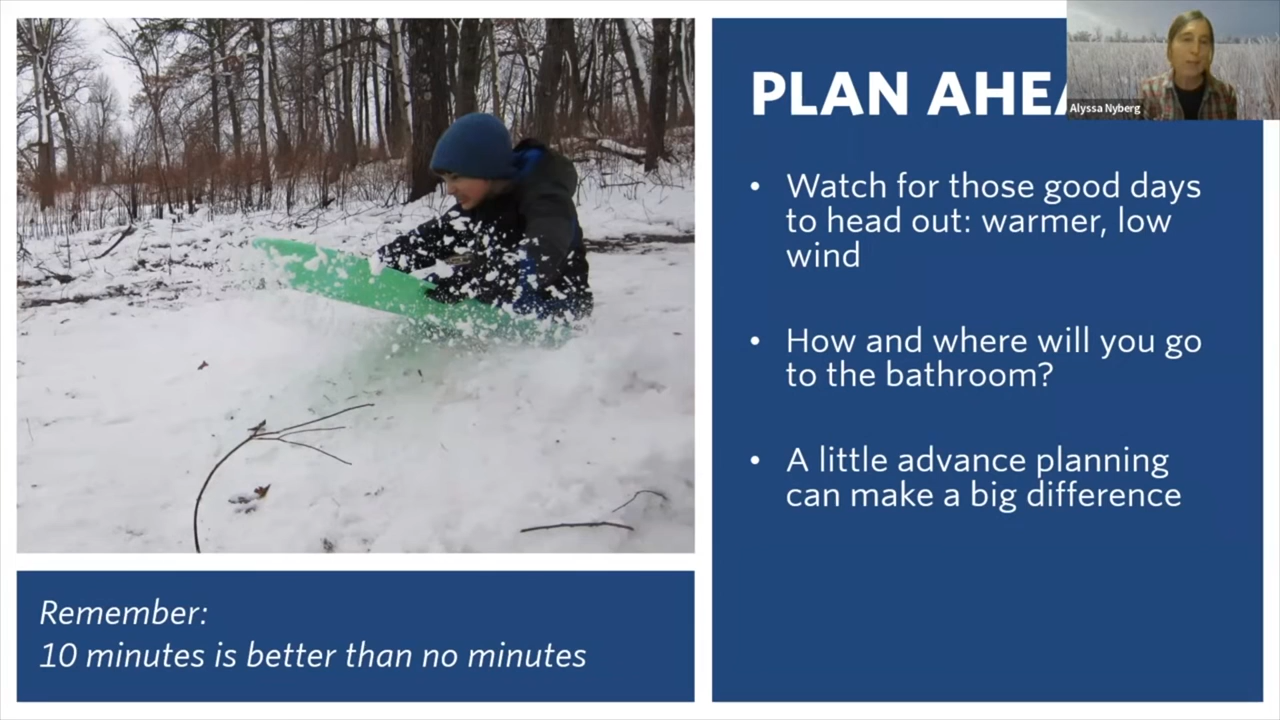 PLAN AHEA
Alyssa Nyberg
• Watch for those good days
to head out: warmer, low
wind
• How and where will you go
to the bathroom?
• A little advance planning
can make a big difference
Remember:
10 minutes is better than no minutes